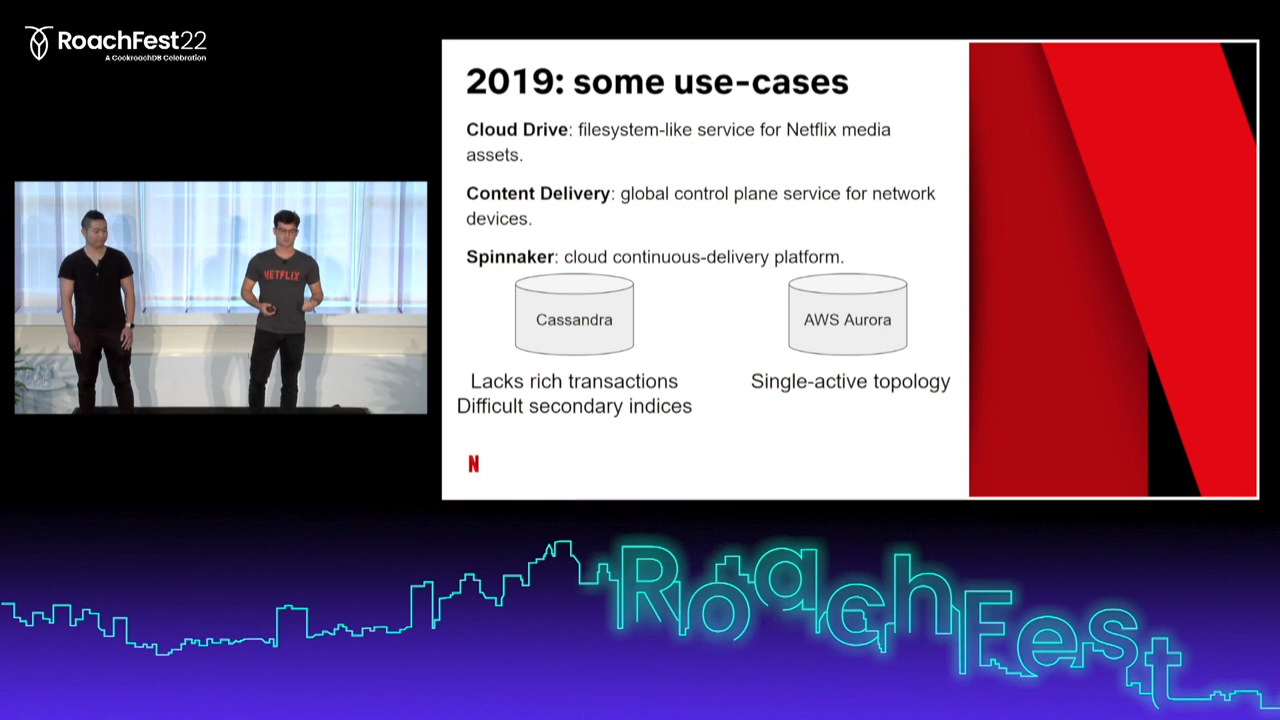 RoachFest22
A CockroachDB Celebration
2019: some use-cases
Cloud Drive: filesystem-like service for Netflix media
assets.
Content Delivery: global control plane service for network
devices.
Spinnaker: cloud continuous-delivery platform.
Cassandra
AWS Aurora
Lacks rich transactions
Difficult secondary indices
Single-active topology
N
NETFLIX
RoachFest